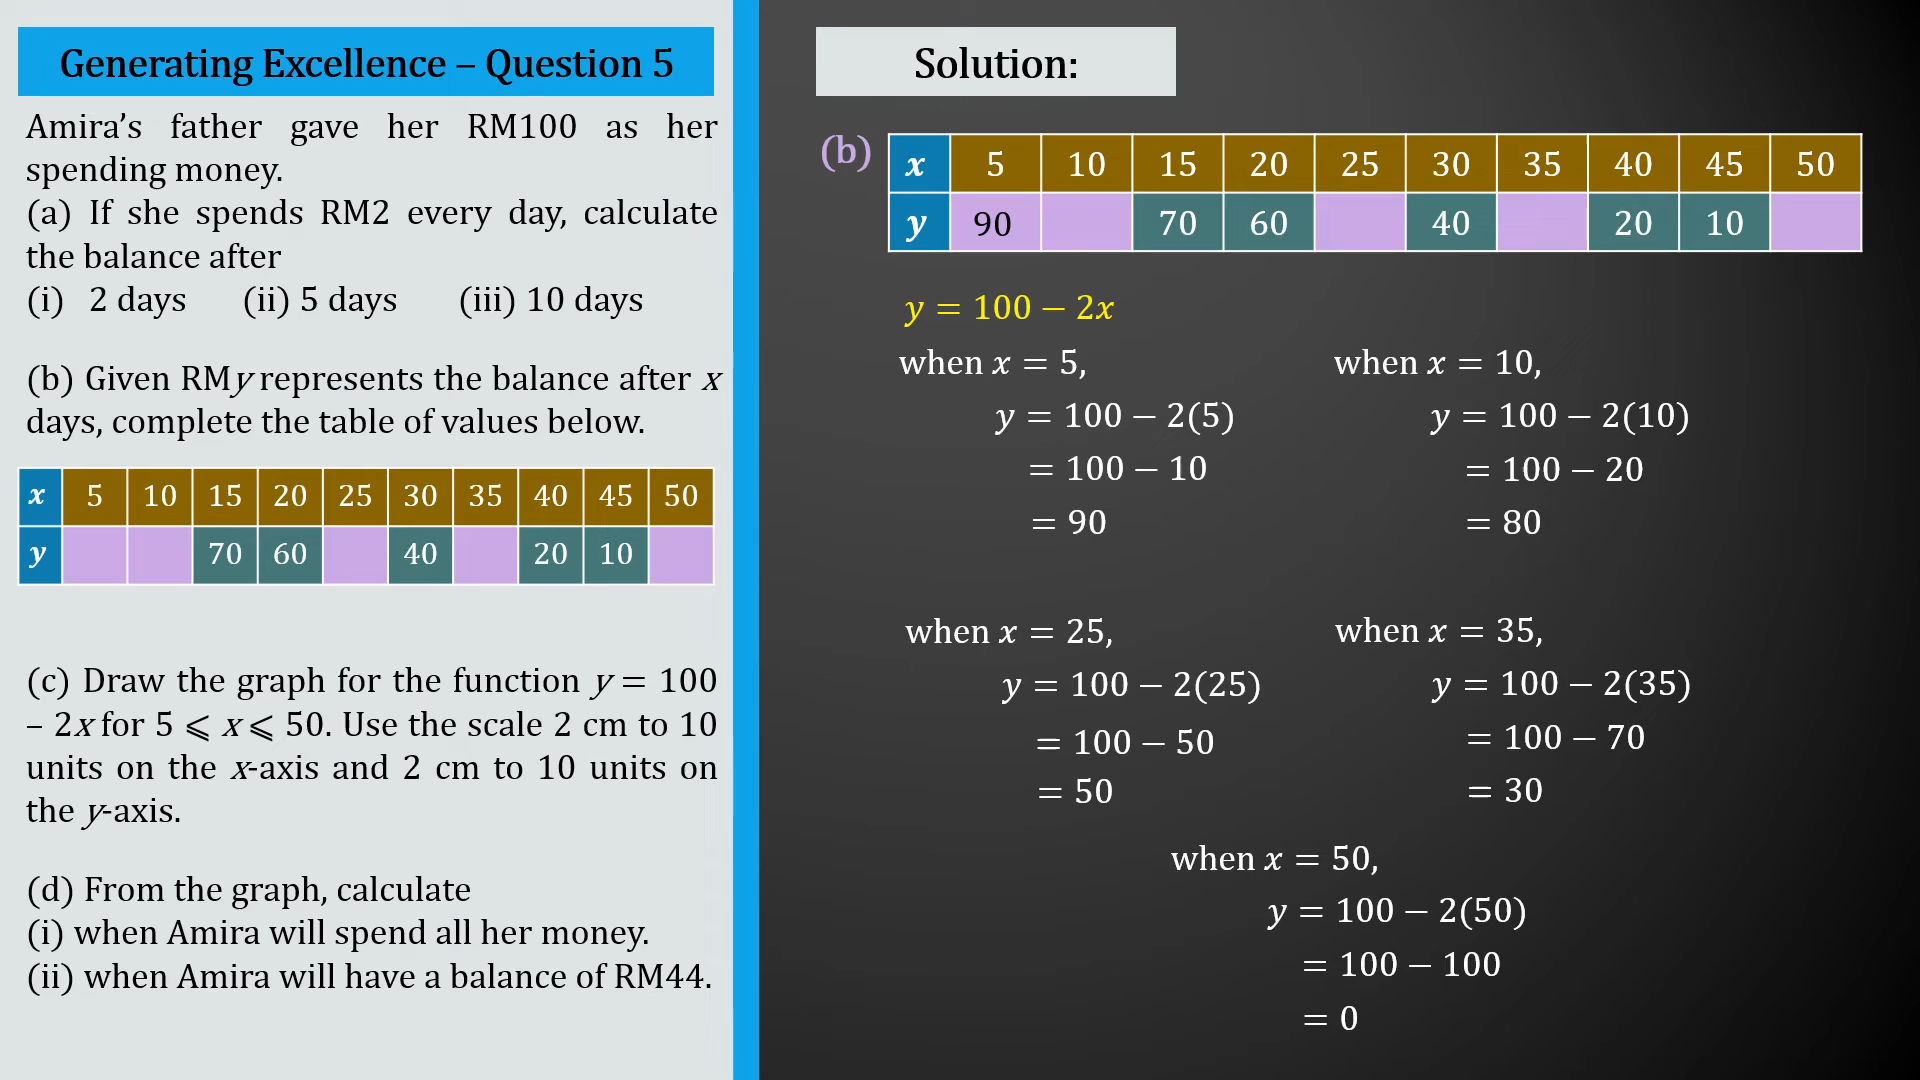 Generating Excellence – Question 5
Amira’s father gave her RM100 as her
spending money.
(a) If she spends RM2 every day, calculate
the balance after
(i) 2 days (ii) 5 days (iii) 10 days
(b) Given RMy represents the balance after x
days, complete the table of values below.
x 5 10 15 20 25 30 35 40 45 50
y 70 60 40 20 10
(c) Draw the graph for the function y = 100
– 2x for 5 ⩽ x ⩽ 50. Use the scale 2 cm to 10
units on the x-axis and 2 cm to 10 units on
the y-axis.
(d) From the graph, calculate
(i) when Amira will spend all her money.
(ii) when Amira will have a balance of RM44.
Solution:
(b)
x 5 10 15 20 25 30 35 40 45 50
y 90 70 60 40 20 10
y = 100 − 2x
when x = 5,
y = 100 − 2(5)
= 100 − 10
= 90
when x = 10,
y = 100 − 2(10)
= 100 − 20
= 80
when x = 25,
y = 100 − 2(25)
= 100 − 50
= 50
when x = 35,
y = 100 − 2(35)
= 100 − 70
= 30
when x = 50,
y = 100 − 2(50)
= 100 − 100
= 0